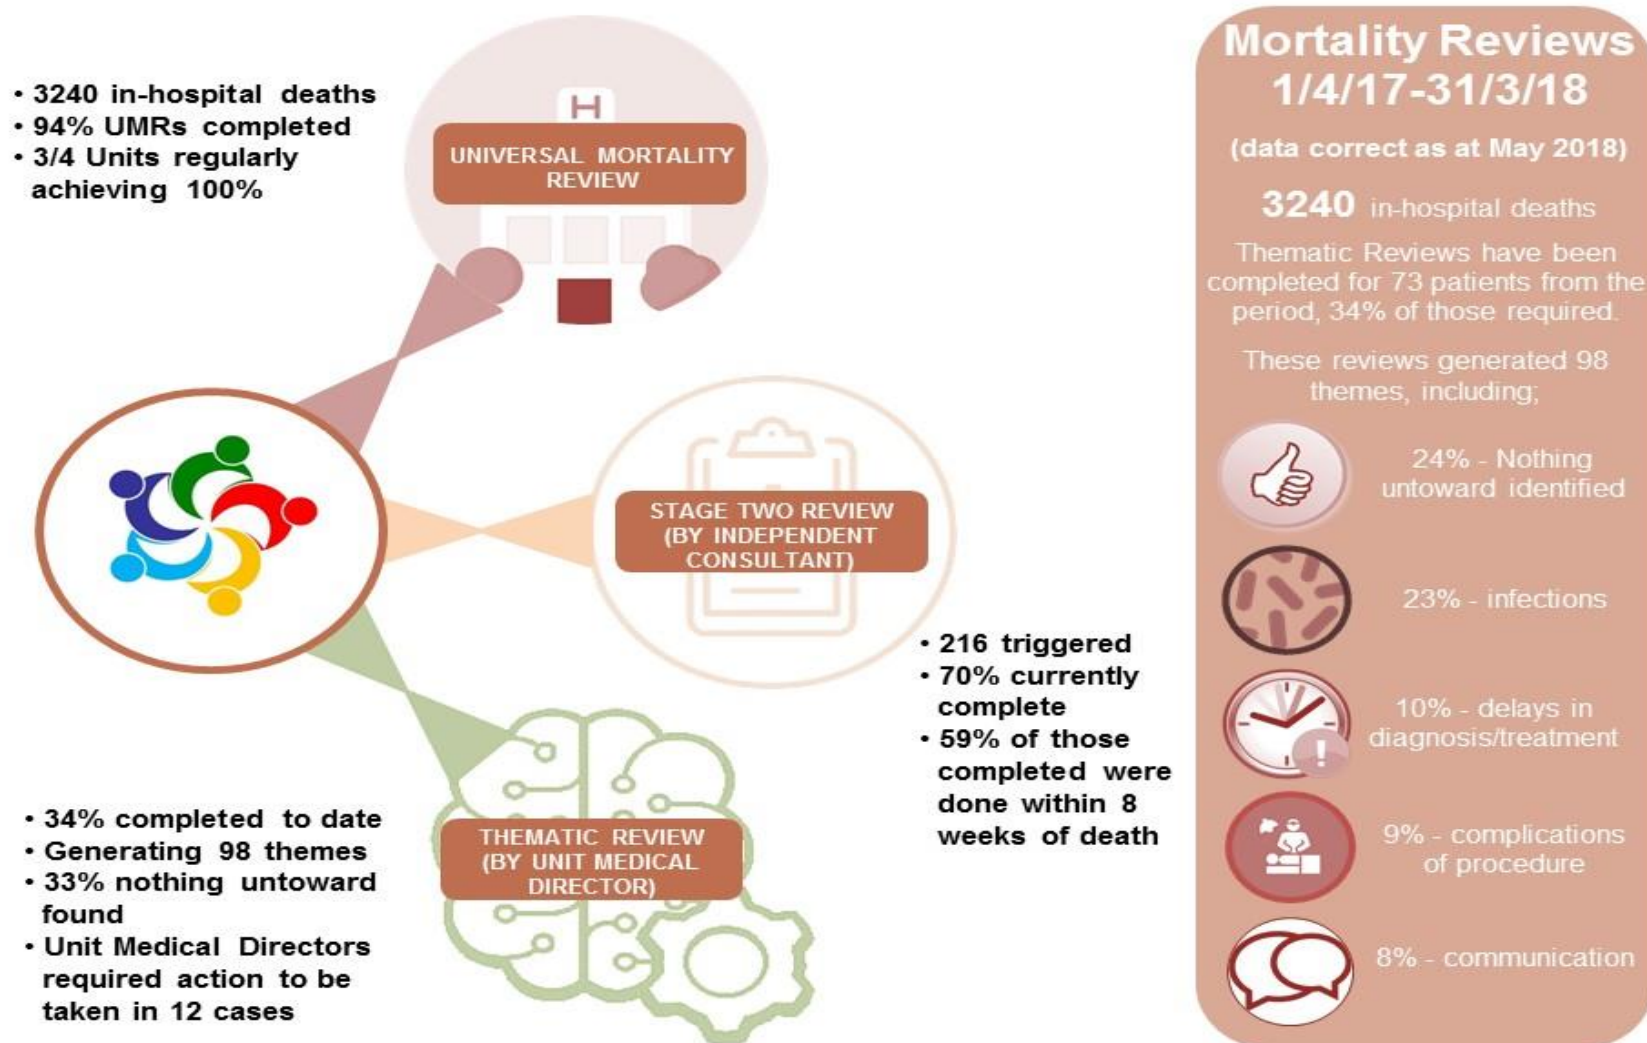 • 3240 in-hospital deaths
• 94% UMRs completed
• 3/4 Units regularly
achieving 100%
H
UNIVERSAL MORTALITY
REVIEW
STAGE TWO REVIEW
(BY INDEPENDENT
CONSULTANT)
• 216 triggered
• 70% currently
complete
• 59% of those
completed were
done within 8
weeks of death
THEMATIC REVIEW
(BY UNIT MEDICAL
DIRECTOR)
• 34% completed to date
• Generating 98 themes
• 33% nothing untoward
found
• Unit Medical Directors
required action to be
taken in 12 cases
Mortality Reviews
1/4/17-31/3/18
(data correct as at May 2018)
3240 in-hospital deaths
Thematic Reviews have been
completed for 73 patients from the
period, 34% of those required.
These reviews generated 98
themes, including;
24% - Nothing
untoward identified
23% - infections
10% - delays in
diagnosis/treatment
!
9% - complications
of procedure
8% - communication